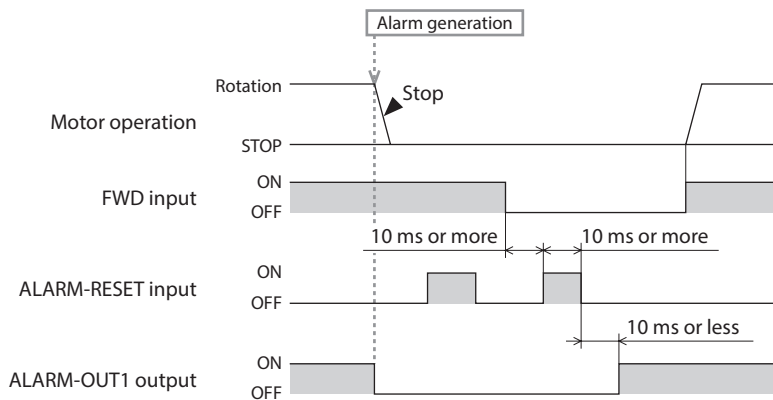 Alarm generation
Rotation
Stop
Motor operation
STOP
ON
FWD input
OFF
10 ms or more
10 ms or more
ON
ALARM-RESET input
OFF
10 ms or less
ON
ALARM-OUT1 output
OFF